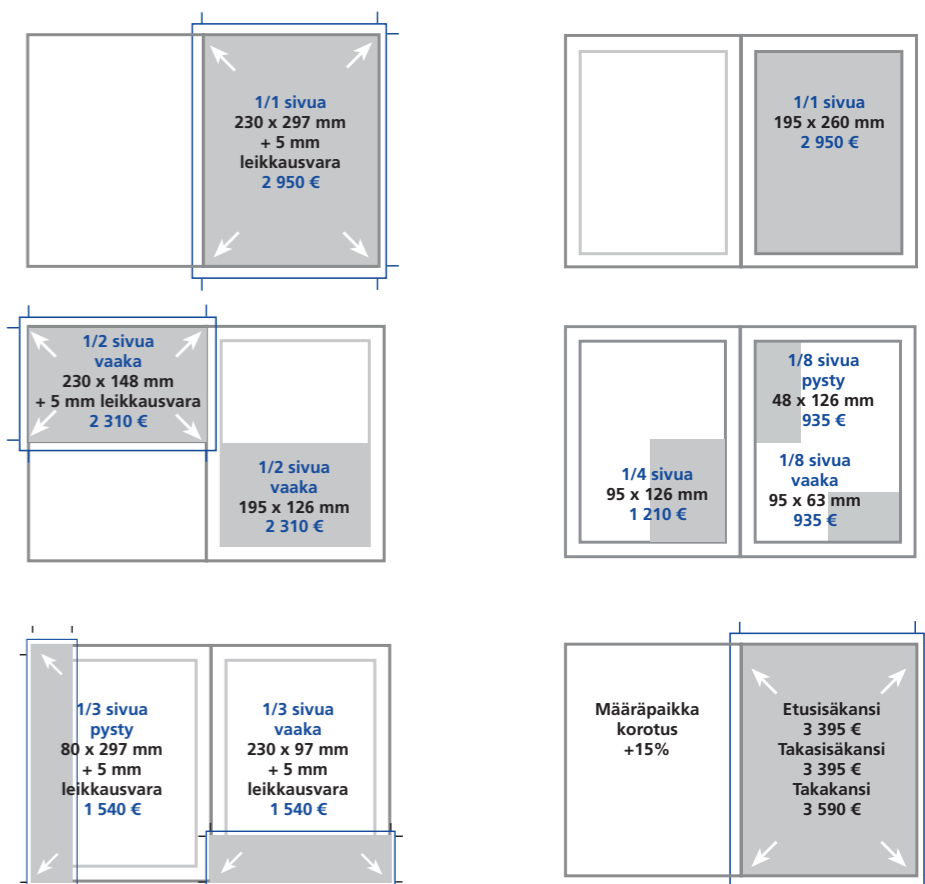 1/1 sivua
230 x 297 mm
+ 5 mm
leikkausvara
2 950 €
1/1 sivua
195 x 260 mm
2 950 €
1/2 sivua
vaaka
230 x 148 mm
+ 5 mm leikkausvara
2 310 €
1/2 sivua
vaaka
195 x 126 mm
2 310 €
1/4 sivua
95 x 126 mm
1 210 €
1/8 sivua
pysty
48 x 126 mm
935 €
1/8 sivua
vaaka
95 x 63 mm
935 €
1/3 sivua
pysty
80 x 297 mm
+ 5 mm
leikkausvara
1 540 €
1/3 sivua
vaaka
230 x 97 mm
+ 5 mm
leikkausvara
1 540 €
Määräpaikka
korotus
+15%
Etusisäkansi
3 395 €
Takasisäkansi
3 395 €
Takakansi
3 590 €